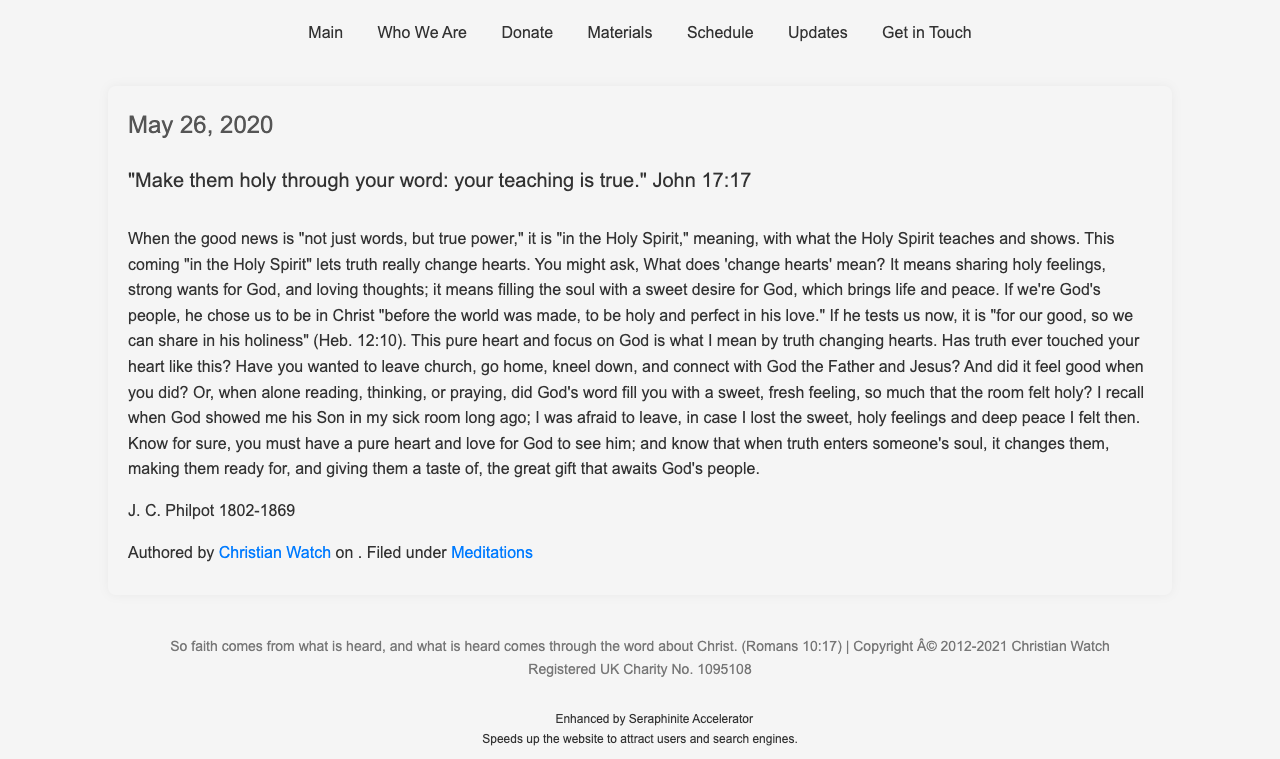 Main Who We Are Donate Materials Schedule Updates Get in Touch
May 26, 2020
"Make them holy through your word: your teaching is true." John 17:17
When the good news is "not just words, but true power," it is "in the Holy Spirit," meaning, with what the Holy Spirit teaches and shows. This
coming "in the Holy Spirit" lets truth really change hearts. You might ask, What does 'change hearts' mean? It means sharing holy feelings,
strong wants for God, and loving thoughts; it means filling the soul with a sweet desire for God, which brings life and peace. If we're God's
people, he chose us to be in Christ "before the world was made, to be holy and perfect in his love." If he tests us now, it is "for our good, so we
can share in his holiness" (Heb. 12:10). This pure heart and focus on God is what I mean by truth changing hearts. Has truth ever touched your
heart like this? Have you wanted to leave church, go home, kneel down, and connect with God the Father and Jesus? And did it feel good when
you did? Or, when alone reading, thinking, or praying, did God's word fill you with a sweet, fresh feeling, so much that the room felt holy? I recall
when God showed me his Son in my sick room long ago; I was afraid to leave, in case I lost the sweet, holy feelings and deep peace I felt then.
Know for sure, you must have a pure heart and love for God to see him; and know that when truth enters someone's soul, it changes them,
making them ready for, and giving them a taste of, the great gift that awaits God's people.
J. C. Philpot 1802-1869
Authored by Christian Watch on . Filed under Meditations
So faith comes from what is heard, and what is heard comes through the word about Christ. (Romans 10:17) | Copyright Â© 2012-2021 Christian Watch
Registered UK Charity No. 1095108
Enhanced by Seraphinite Accelerator
Speeds up the website to attract users and search engines.